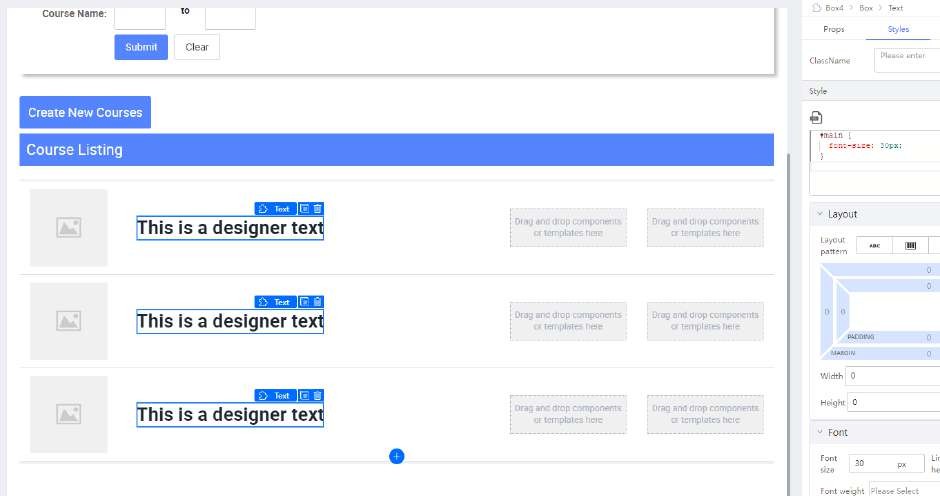 Course Name:
to
Submit
Clear
Create New Courses
Course Listing
Text
This is a designer text
Drag and drop components
or templates here
Drag and drop components
or templates here
Text
This is a designer text
Drag and drop components
or templates here
Drag and drop components
or templates here
Text
This is a designer text
Drag and drop components
or templates here
Drag and drop components
or templates here
Box4 > Box > Text
Props
Styles
ClassName
Please enter
Style
#main {
font-size: 30px;
}
Layout
Layout
pattern
ABC
0
0
0
0
PADDING
0
MARGIN
0
Width
0
Height
0
Font
Font
size
30
px
Font weight
Please Select